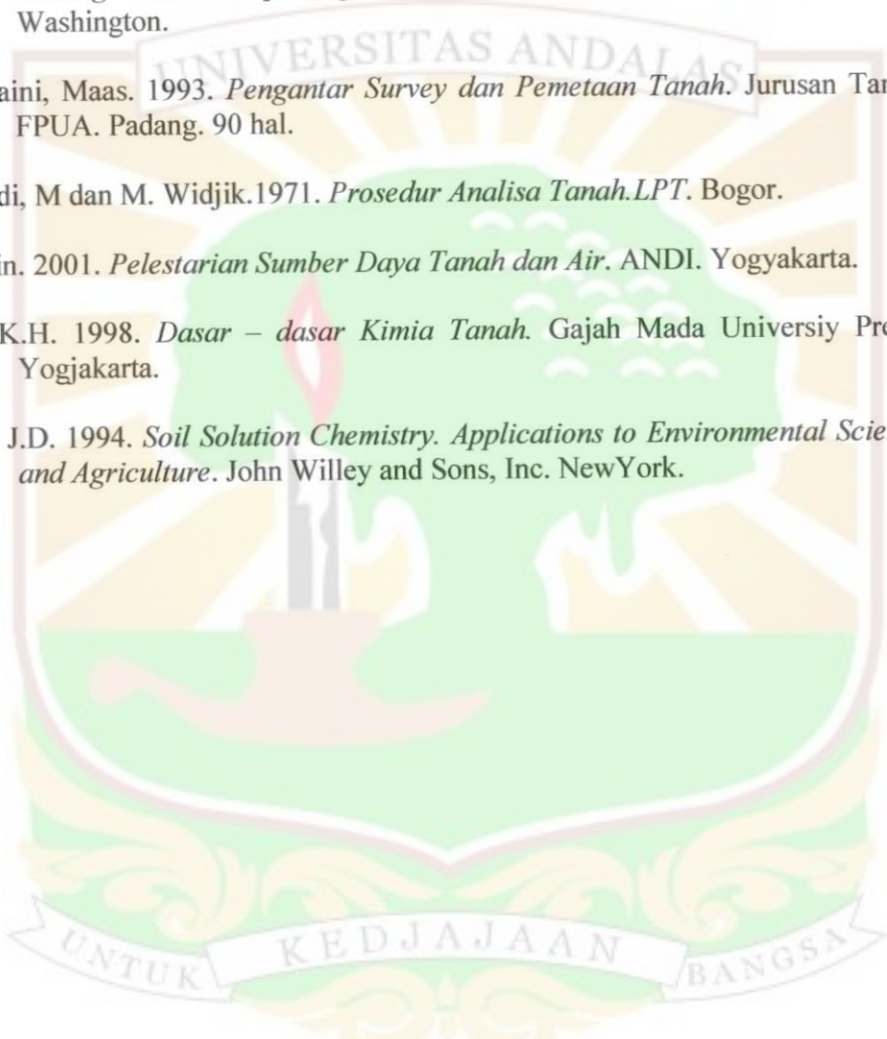 Washington.
UNIVERSITAS ANDALAS
aini, Maas. 1993. Pengantar Survey dan Pemetaan Tanah. Jurusan Tan
FPUA. Padang. 90 hal.
di, M dan M. Widjik.1971. Prosedur Analisa Tanah.LPT. Bogor.
in. 2001. Pelestarian Sumber Daya Tanah dan Air. ANDI. Yogyakarta.
K.H. 1998. Dasar – dasar Kimia Tanah. Gajah Mada Universiy Pre
Yogjakarta.
J.D. 1994. Soil Solution Chemistry. Applications to Environmental Scie
and Agriculture. John Willey and Sons, Inc. NewYork.
UNTUK KEDJAJAAN BANGSA